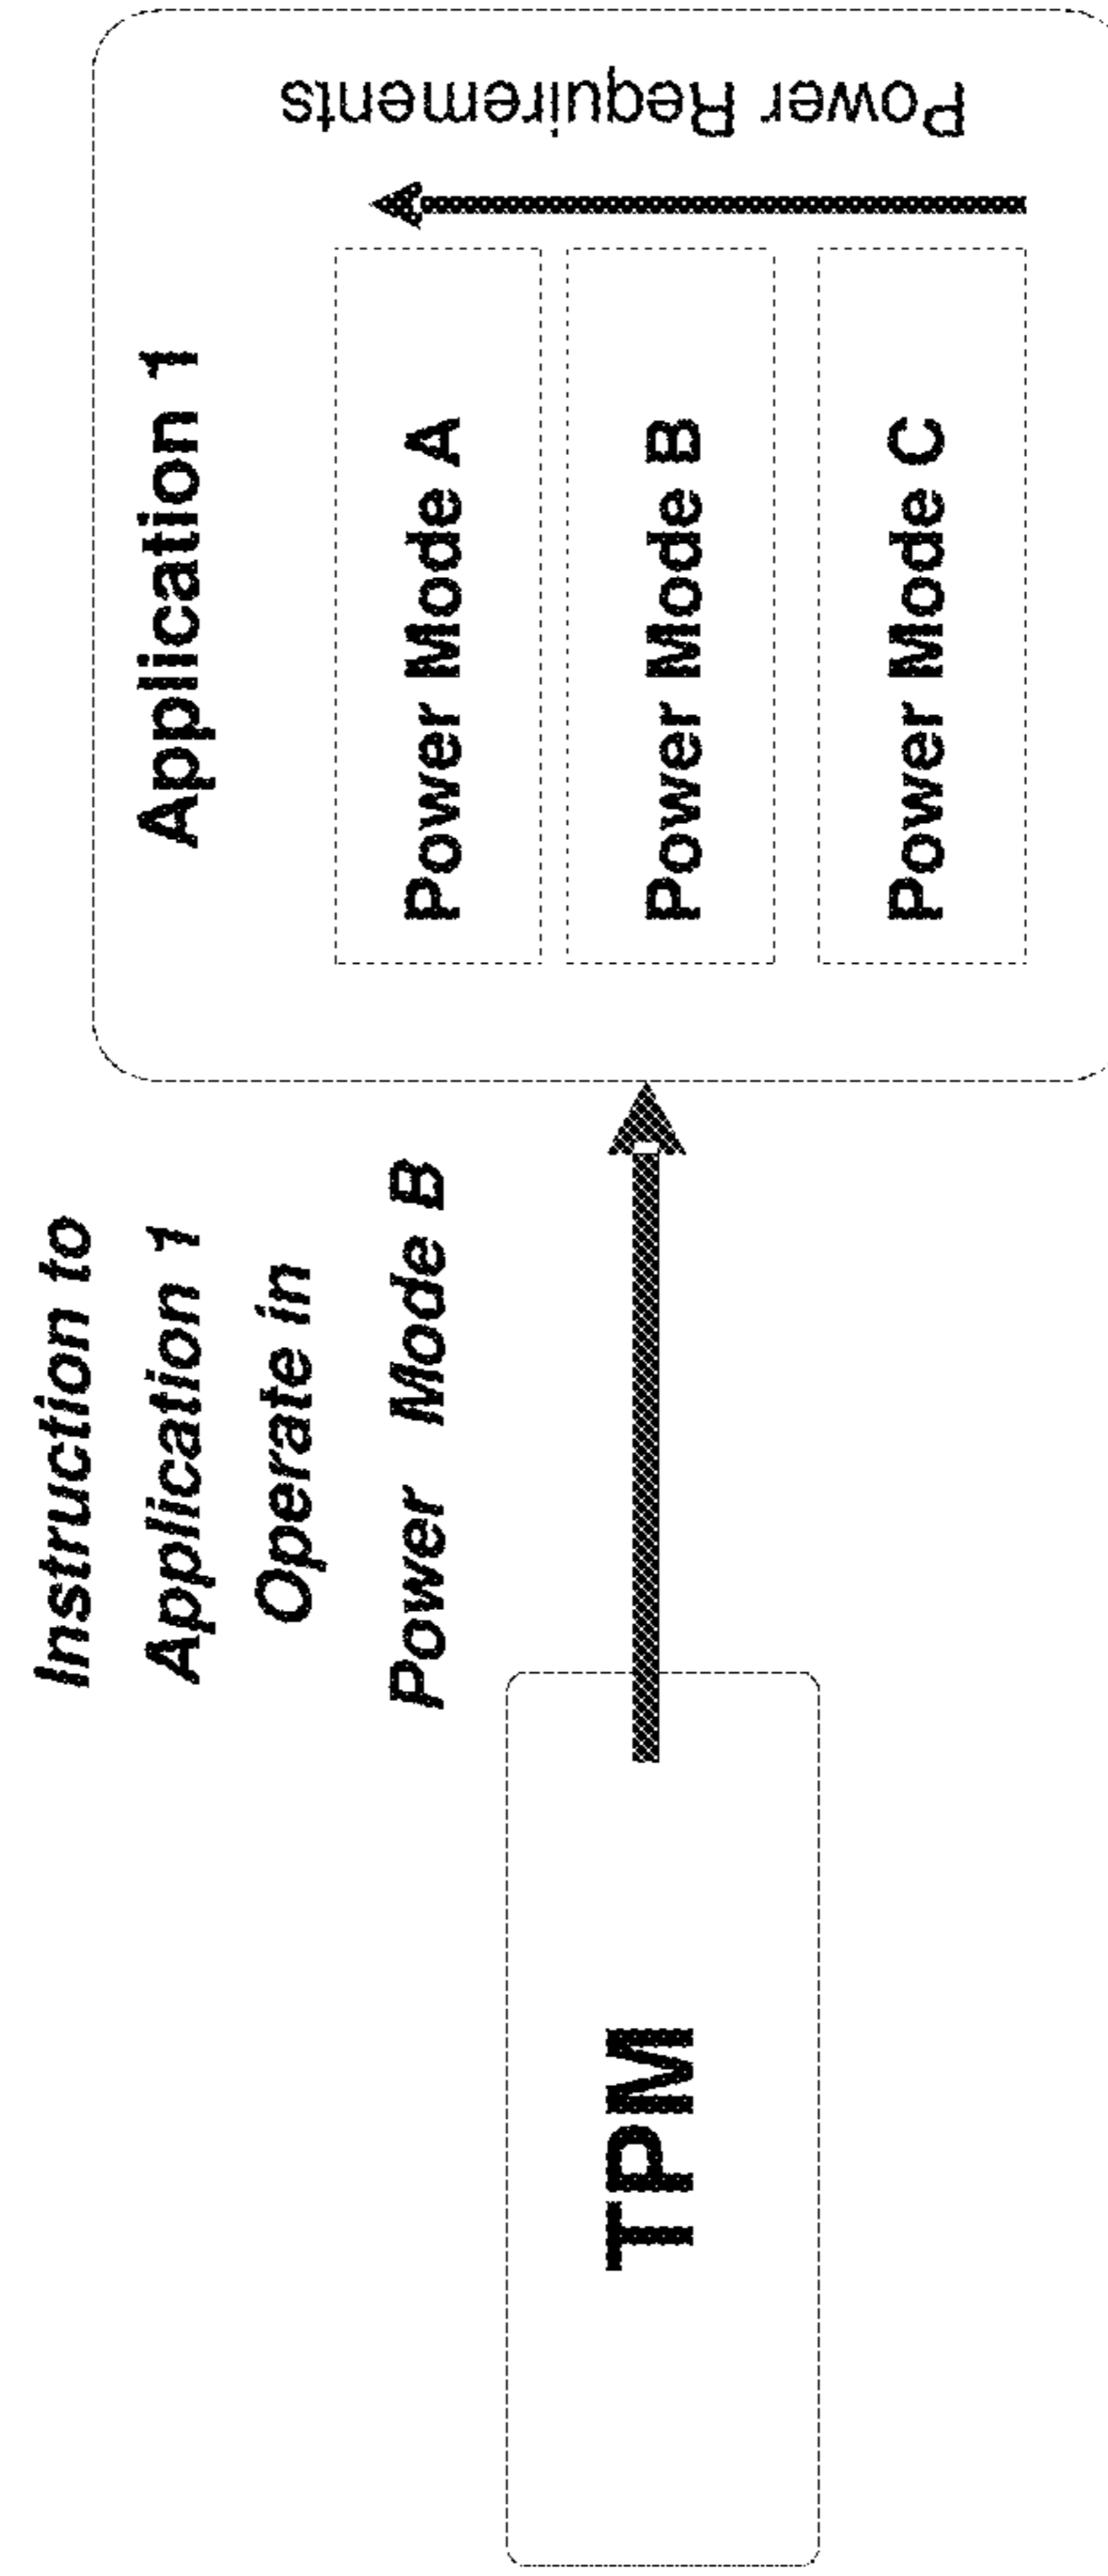 TPM
Instruction to
Application 1
Operate in
Power Mode B
Application 1
Power Mode A
Power Mode B
Power Mode C
Power Requirements